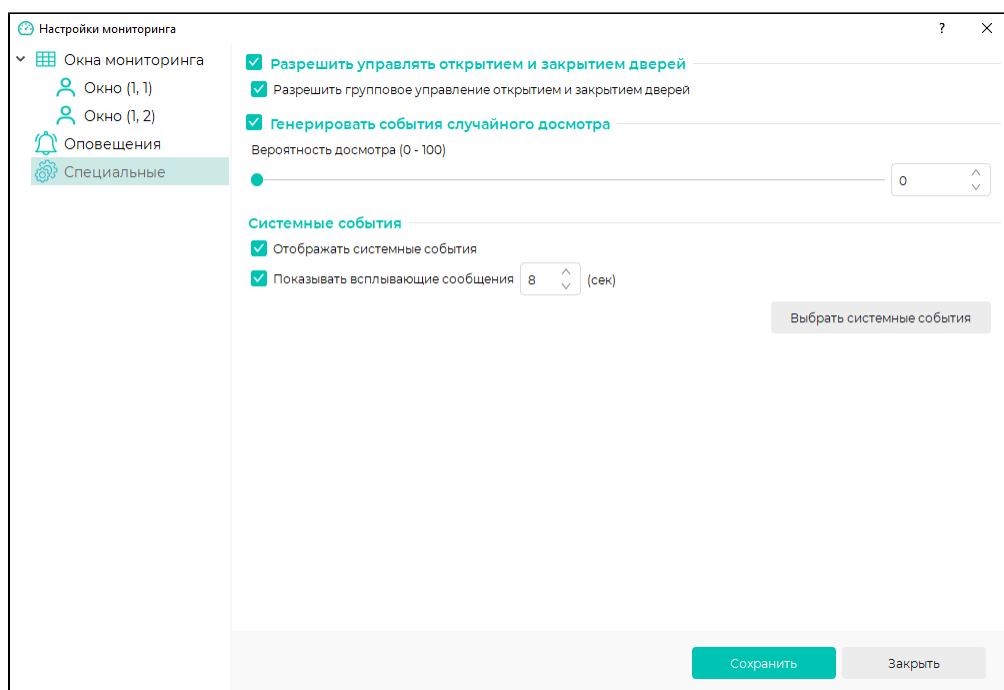 Настройки мониторинга
?
Окна мониторинга
Окно (1, 1)
Окно (1, 2)
Оповещения
Специальные
Разрешить управлять открытием и закрытием дверей
Разрешить групповое управление открытием и закрытием дверей
Генерировать события случайного досмотра
Вероятность досмотра (0 - 100)
0
Системные события
Отображать системные события
Показывать всплывающие сообщения 8 (сек)
Выбрать системные события
Сохранить Закрыть